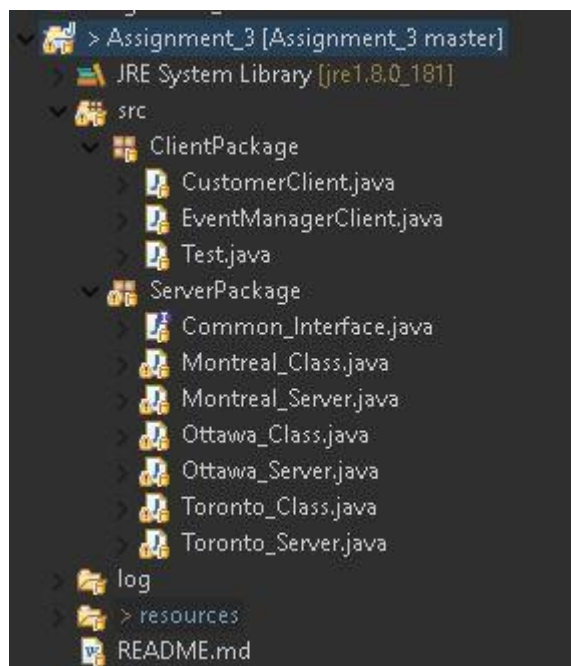 > Assignment_3 [Assignment_3 master]
JRE System Library [jre1.8.0_181]
src
ClientPackage
CustomerClient.java
EventManagerClient.java
Test.java
ServerPackage
Common_Interface.java
Montreal_Class.java
Montreal_Server.java
Ottawa_Class.java
Ottawa_Server.java
Toronto_Class.java
Toronto_Server.java
log
> resources
README.md